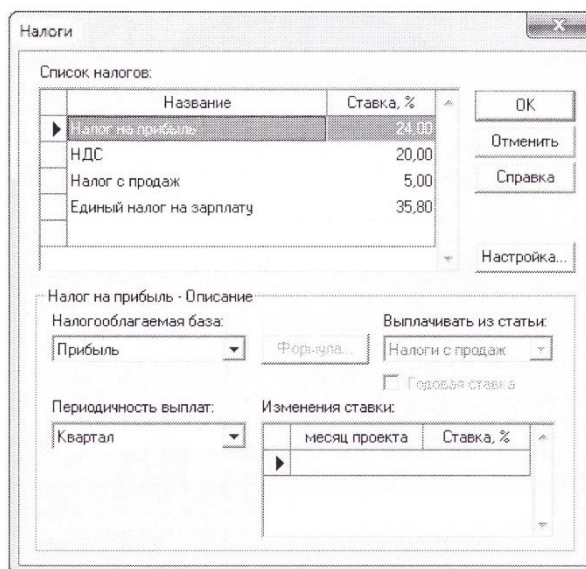 Налоги
Список налогов:
Название Ставка, %
Налог на прибыль 24,00
НДС 20,00
Налог с продаж 5,00
Единый налог на зарплату 35,80
OK
Отменить
Справка
Настройка...
Налог на прибыль - Описание
Налогооблагаемая база:
Прибыль
Формула...
Выплачивать из статьи:
Налоги с продаж
Годовая ставка
Периодичность выплат:
Квартал
Изменения ставки:
месяц проекта Ставка, %